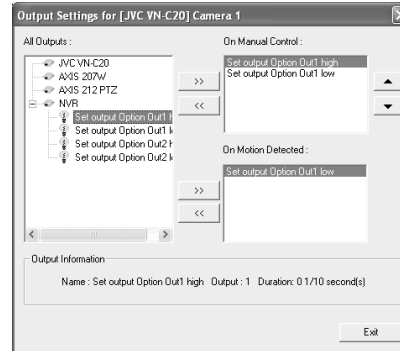 Output Settings for [JVC VN-C20] Camera 1
All Outputs :
JVC VN-C20
AXIS 207W
AXIS 212 PTZ
NVR
Set output Option Out1 h
Set output Option Out1 l
Set output Option Out2 h
Set output Option Out2 l
>>
<<
On Manual Control :
Set output Option Out1 high
Set output Option Out1 low
>>
<<
On Motion Detected :
Set output Option Out1 low
Output Information
Name : Set output Option Out1 high Output : 1 Duration: 0 1/10 second(s)
Exit